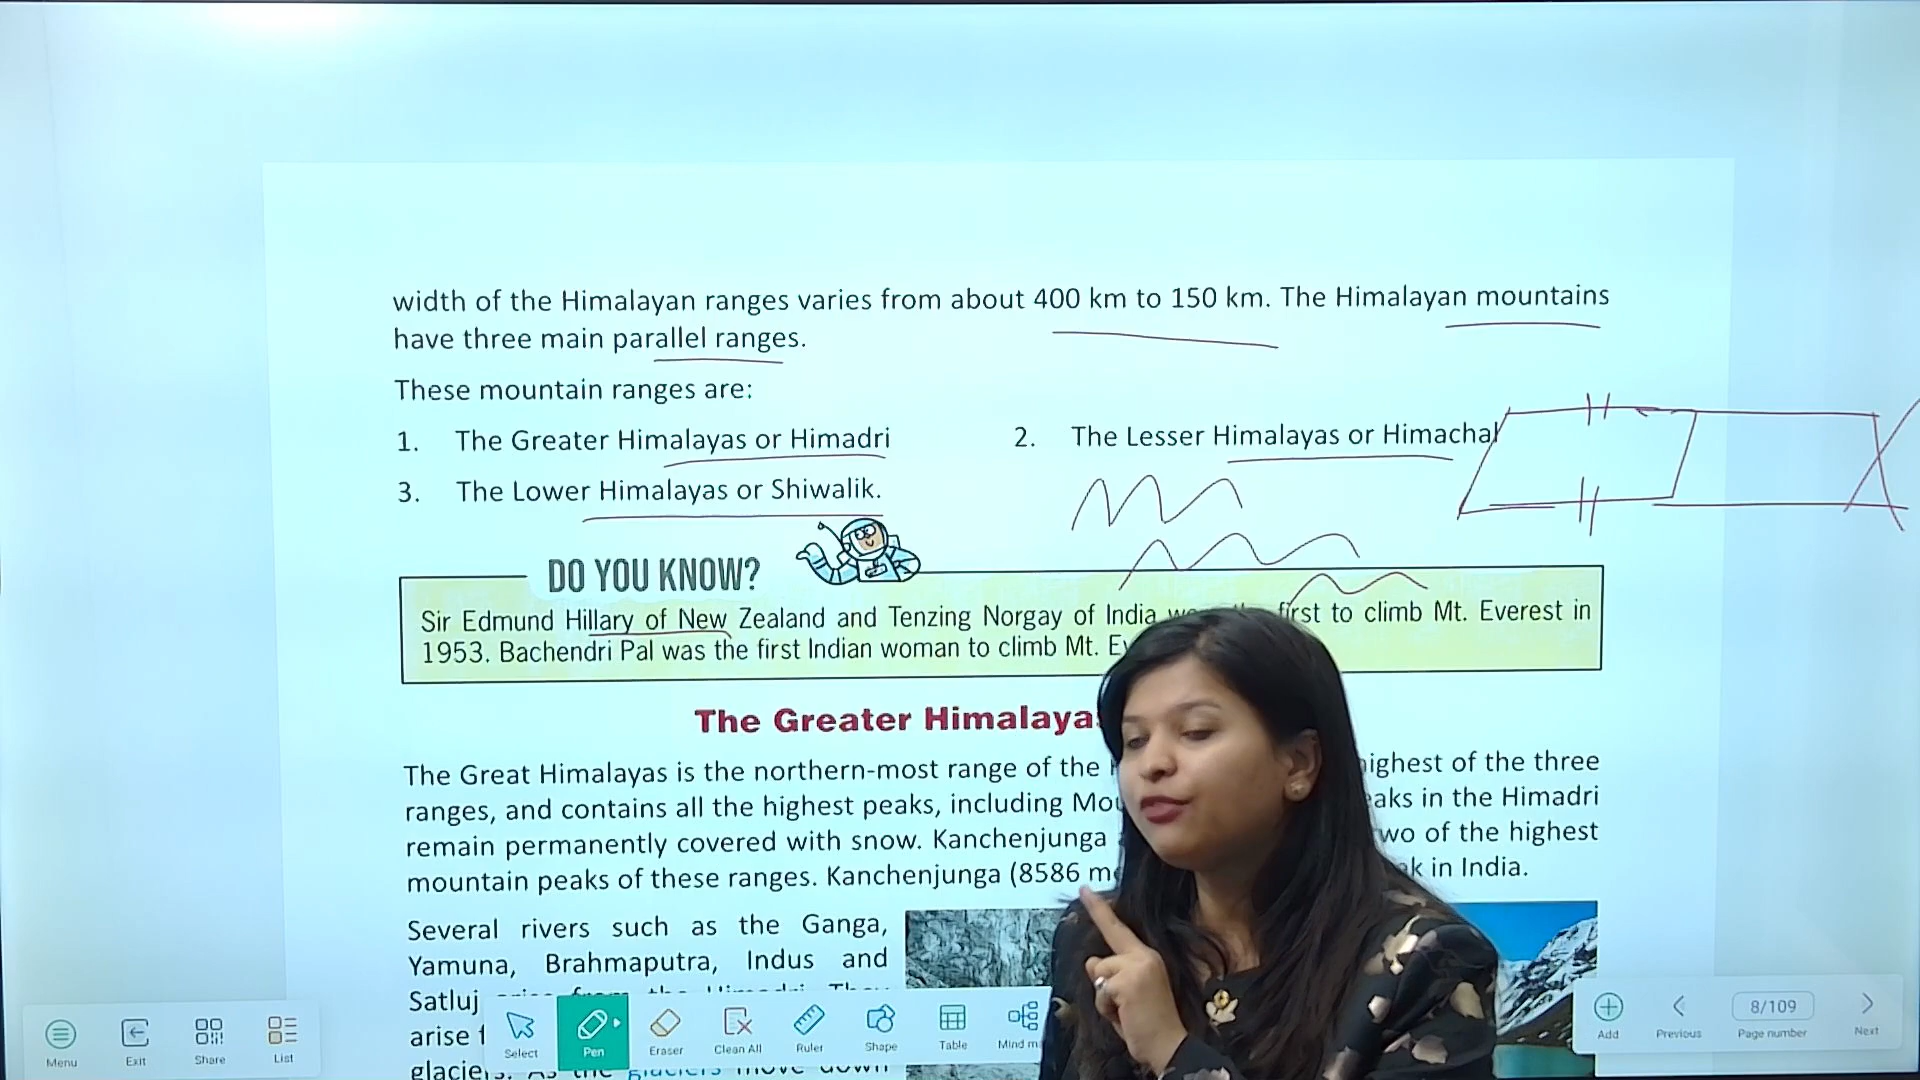 width of the Himalayan ranges varies from about 400 km to 150 km. The Himalayan mountains
have three main parallel ranges.
These mountain ranges are:
1. The Greater Himalayas or Himadri 2. The Lesser Himalayas or Himachal
3. The Lower Himalayas or Shiwalik.
DO YOU KNOW?
Sir Edmund Hillary of New Zealand and Tenzing Norgay of India first to climb Mt. Everest in
1953. Bachendri Pal was the first Indian woman to climb Mt.
The Greater Himalayas
The Great Himalayas is the northern-most range of the highest of the three
ranges, and contains all the highest peaks, including in the Himadri
remain permanently covered with snow. Kanchenjunga two of the highest
mountain peaks of these ranges. Kanchenjunga (8586 in India.
Several rivers such as the Ganga,
Yamuna, Brahmaputra, Indus and
Satluj
arise
Menu Exit Share List Select Pen Eraser Clean All Ruler Shape Table Mind Add Previous 8/109 Page number Next